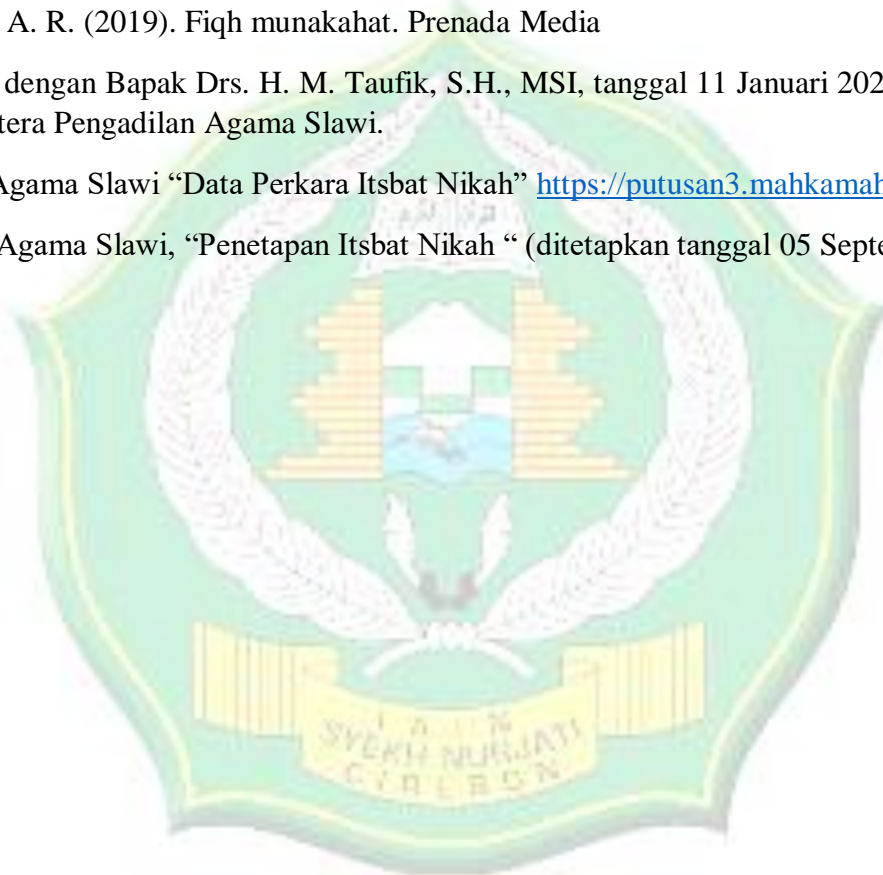 A. R. (2019). Fiqh munakahat. Prenada Media
dengan Bapak Drs. H. M. Taufik, S.H., MSI, tanggal 11 Januari 202
tera Pengadilan Agama Slawi.
Agama Slawi “Data Perkara Itsbat Nikah” https://putusan3.mahkamah
Agama Slawi, “Penetapan Itsbat Nikah “ (ditetapkan tanggal 05 Septe
IAIN
SYEKH NURJATI
CIREBON